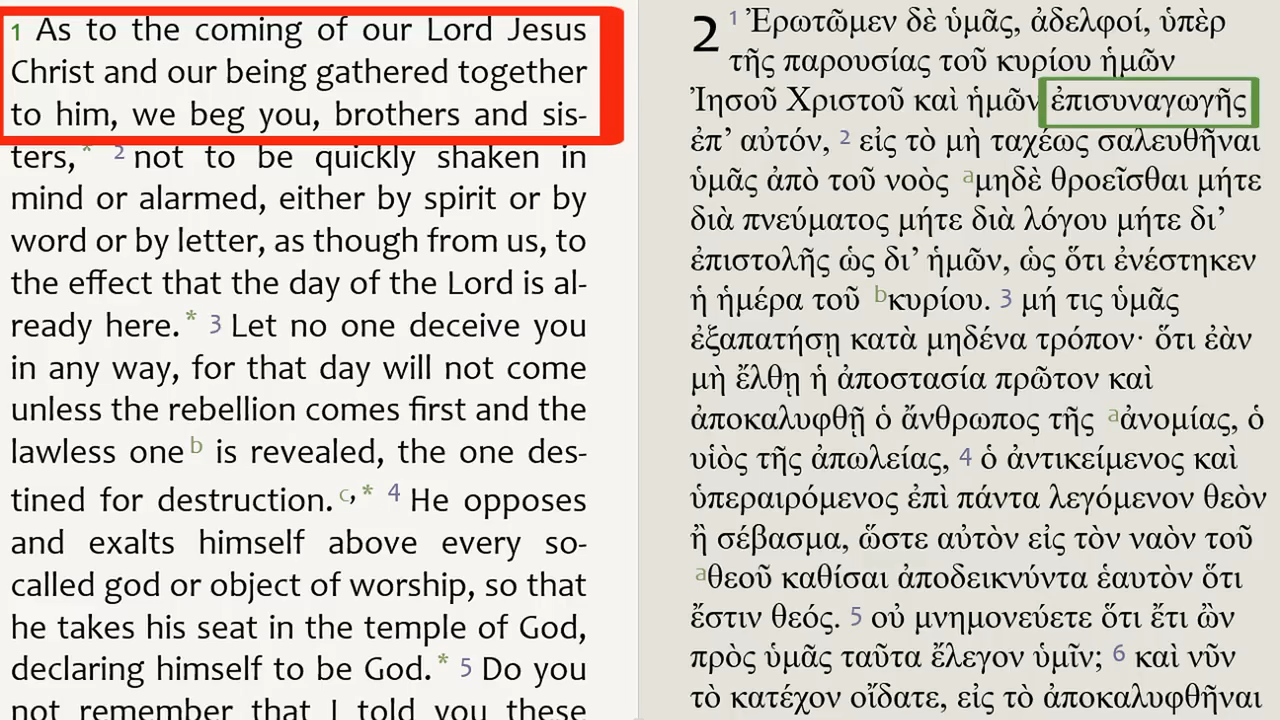 1 As to the coming of our Lord Jesus
Christ and our being gathered together
to him, we beg you, brothers and sis-
ters,* 2 not to be quickly shaken in
mind or alarmed, either by spirit or by
word or by letter, as though from us, to
the effect that the day of the Lord is al-
ready here.* 3 Let no one deceive you
in any way, for that day will not come
unless the rebellion comes first and the
lawless one b is revealed, the one des-
tined for destruction. c,* 4 He opposes
and exalts himself above every so-
called god or object of worship, so that
he takes his seat in the temple of God,
declaring himself to be God.* 5 Do you
not remember that I told you these
2 1 Ἐρωτῶμεν δὲ ὑμᾶς, ἀδελφοί, ὑπὲρ
τῆς παρουσίας τοῦ κυρίου ἡμῶν
Ἰησοῦ Χριστοῦ καὶ ἡμῶν ἐπισυναγωγῆς
ἐπ’ αὐτόν, 2 εἰς τὸ μὴ ταχέως σαλευθῆναι
ὑμᾶς ἀπὸ τοῦ νοὸς aμηδὲ θροεῖσθαι μήτε
διὰ πνεύματος μήτε διὰ λόγου μήτε δι’
ἐπιστολῆς ὡς δι’ ἡμῶν, ὡς ὅτι ἐνέστηκεν
ἡ ἡμέρα τοῦ bκυρίου. 3 μή τις ὑμᾶς
ἐξαπατήσῃ κατὰ μηδένα τρόπον· ὅτι ἐὰν
μὴ ἔλθῃ ἡ ἀποστασία πρῶτον καὶ
ἀποκαλυφθῇ ὁ ἄνθρωπος τῆς aἀνομίας, ὁ
υἱὸς τῆς ἀπωλείας, 4 ὁ ἀντικείμενος καὶ
ὑπεραιρόμενος ἐπὶ πάντα λεγόμενον θεὸν
ἢ σέβασμα, ὥστε αὐτὸν εἰς τὸν ναὸν τοῦ
aθεοῦ καθίσαι ἀποδεικνύντα ἑαυτὸν ὅτι
ἔστιν θεός. 5 οὐ μνημονεύετε ὅτι ἔτι ὢν
πρὸς ὑμᾶς ταῦτα ἔλεγον ὑμῖν; 6 καὶ νῦν
τὸ κατέχον οἴδατε, εἰς τὸ ἀποκαλυφθῆναι